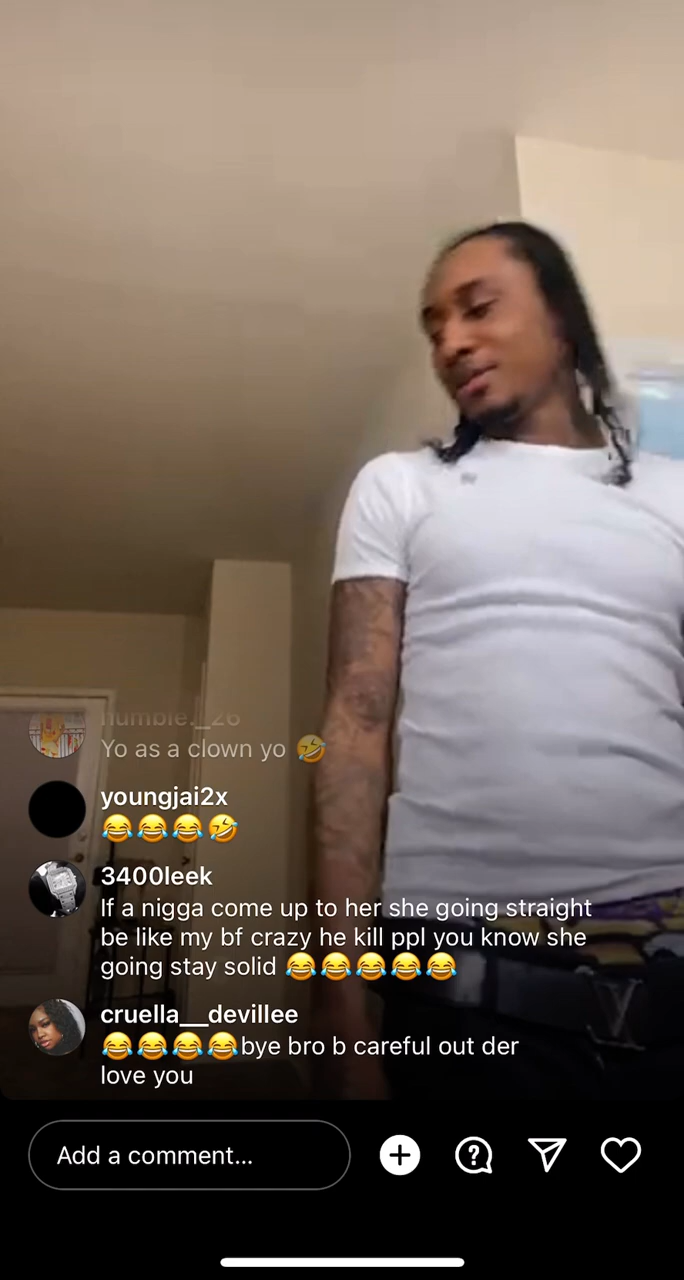 humble._26
Yo as a clown yo 🤣
youngjai2x
😂😂😂🤣
3400leek
If a nigga come up to her she going straight
be like my bf crazy he kill ppl you know she
going stay solid 😂😂😂😂😂
cruella__devillee
😂😂😂😂bye bro b careful out der
love you
Add a comment...